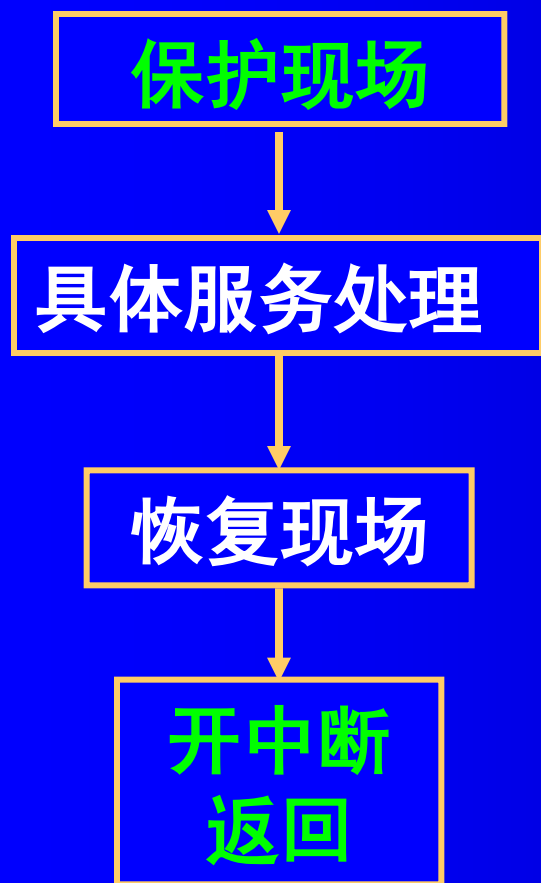 保护现场
具体服务处理
恢复现场
开中断
返回